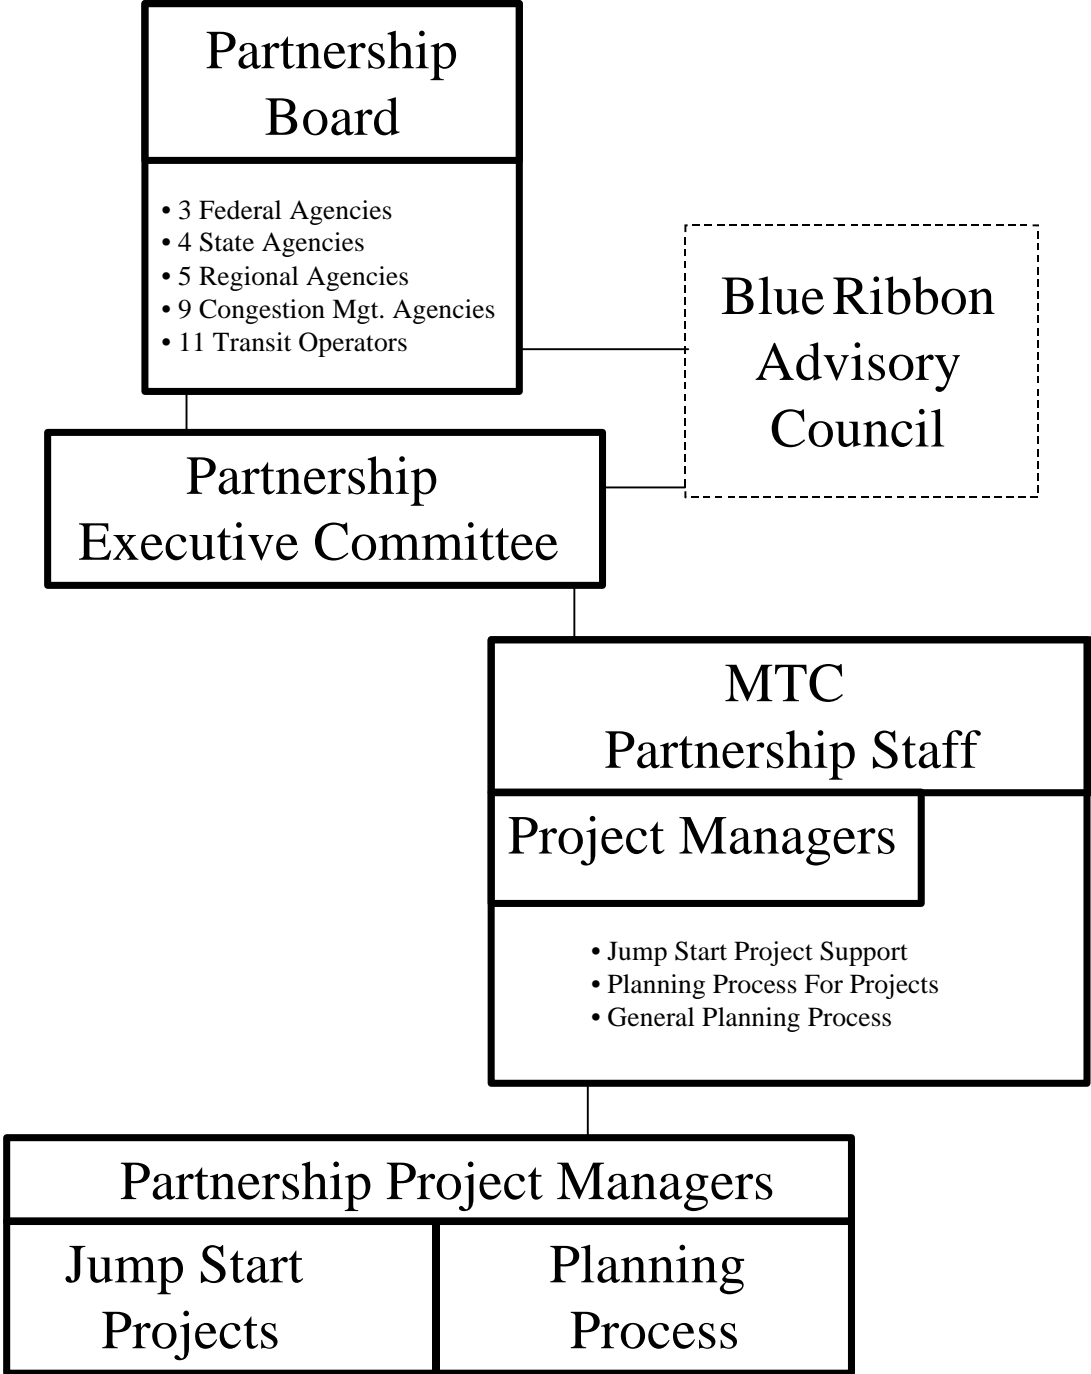 Partnership
Board
• 3 Federal Agencies
• 4 State Agencies
• 5 Regional Agencies
• 9 Congestion Mgt. Agencies
• 11 Transit Operators
Blue Ribbon
Advisory
Council
Partnership
Executive Committee
MTC
Partnership Staff
Project Managers
• Jump Start Project Support
• Planning Process For Projects
• General Planning Process
Partnership Project Managers
Jump Start
Projects
Planning
Process